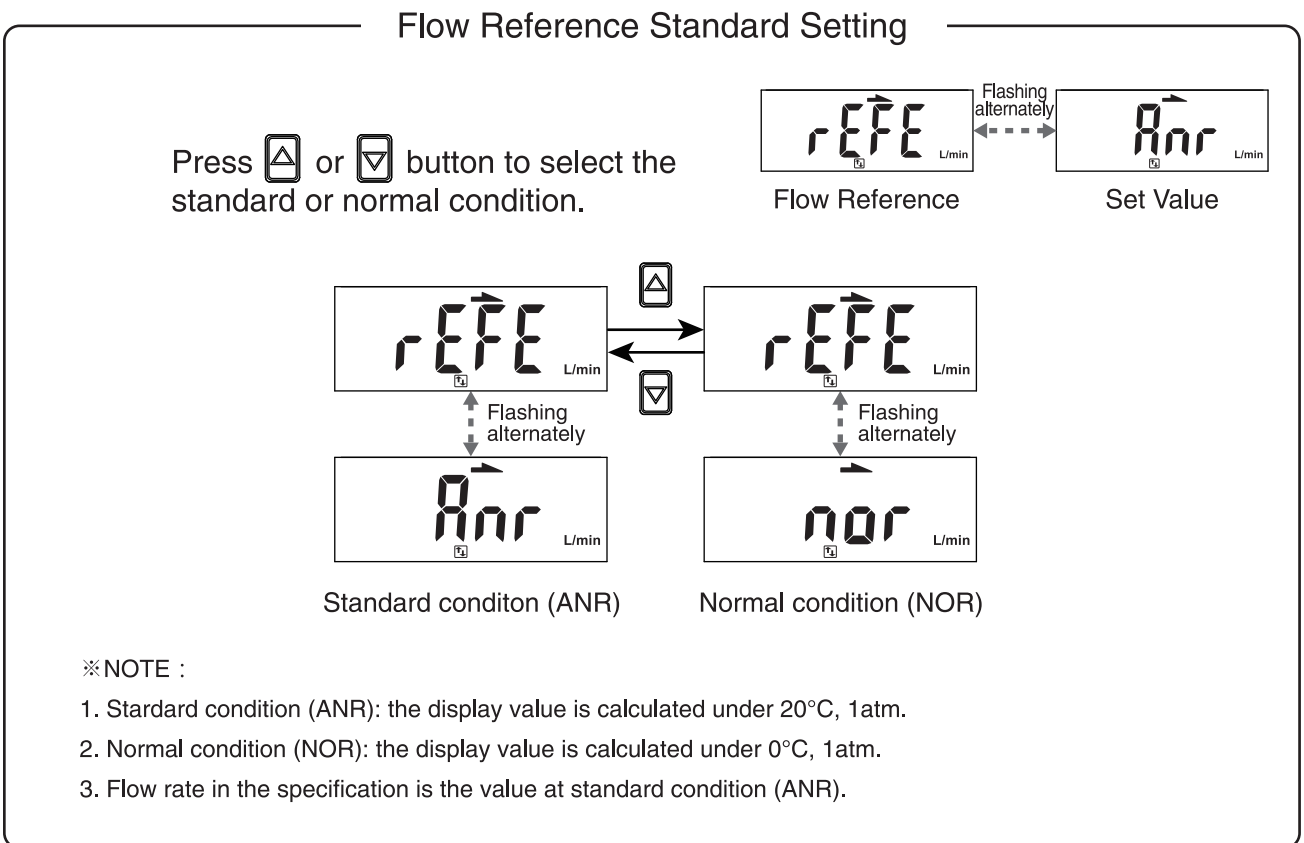 Flow Reference Standard Setting
Press △ or ▽ button to select the
standard or normal condition.
rEFE
L/min
Flashing
alternately
Anr
L/min
Flow Reference
Set Value
rEFE
L/min
rEFE
L/min
Flashing
alternately
Flashing
alternately
Anr
L/min
nor
L/min
Standard conditon (ANR)
Normal condition (NOR)
※NOTE :
1. Stardard condition (ANR): the display value is calculated under 20°C, 1atm.
2. Normal condition (NOR): the display value is calculated under 0°C, 1atm.
3. Flow rate in the specification is the value at standard condition (ANR).